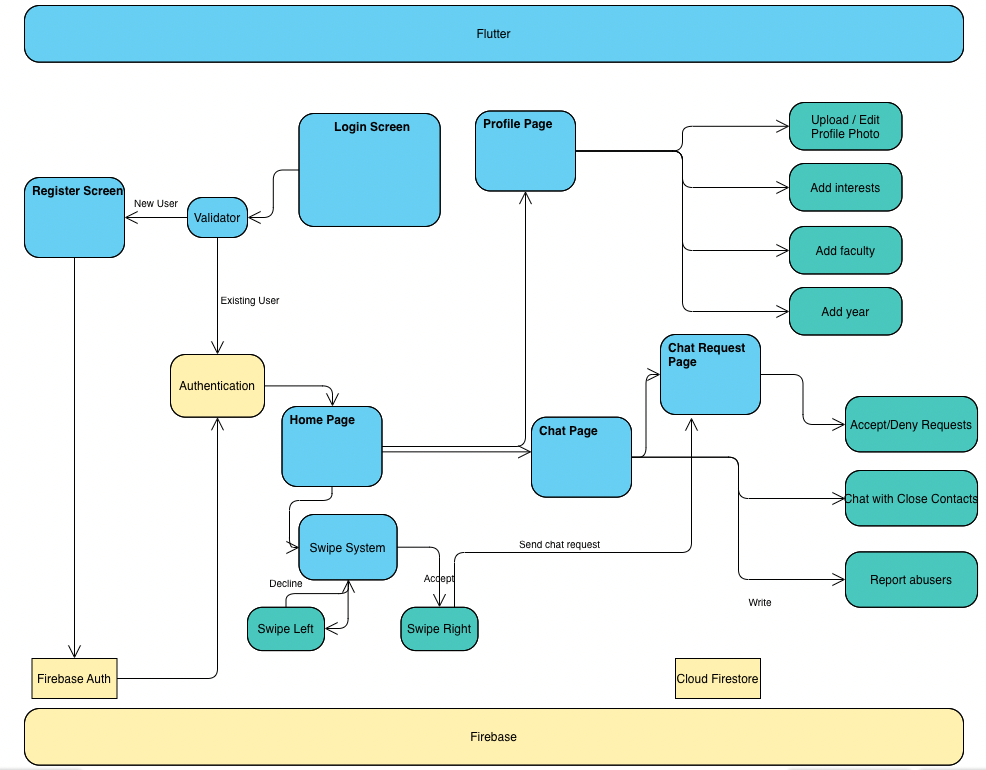 Flutter
Login Screen
Profile Page
Upload / Edit
Profile Photo
Register Screen
New User
Validator
Add interests
Add faculty
Existing User
Add year
Chat Request
Page
Authentication
Home Page
Chat Page
Accept/Deny Requests
Chat with Close Contacts
Swipe System
Send chat request
Decline
Accept
Report abusers
Write
Swipe Left
Swipe Right
Firebase Auth
Cloud Firestore
Firebase